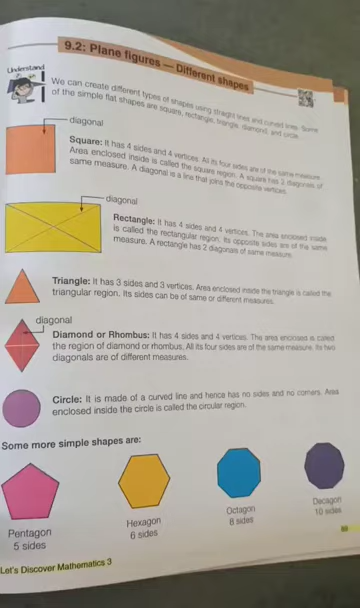 9.2: Plane figures — Different shapes
Understand
We can create different types of shapes using straight lines and curved lines. Some
of the simple flat shapes are square, rectangle, triangle, diamond, and circle.
diagonal
Square: It has 4 sides and 4 vertices. All its four sides are of the same measure.
Area enclosed inside is called the square region. A square has 2 diagonals of
same measure. A diagonal is a line that joins the opposite vertices.
diagonal
Rectangle: It has 4 sides and 4 vertices. The area enclosed inside
is called the rectangular region. Its opposite sides are of the same
measure. A rectangle has 2 diagonals of same measure.
Triangle: It has 3 sides and 3 vertices. Area enclosed inside the triangle is called the
triangular region. Its sides can be of same or different measures.
diagonal
Diamond or Rhombus: It has 4 sides and 4 vertices. The area enclosed is called
the region of diamond or rhombus. All its four sides are of the same measure. Its two
diagonals are of different measures.
Circle: It is made of a curved line and hence has no sides and no corners. Area
enclosed inside the circle is called the circular region.
Some more simple shapes are:
Pentagon
5 sides
Hexagon
6 sides
Octagon
8 sides
Decagon
10 sides
Let's Discover Mathematics 3